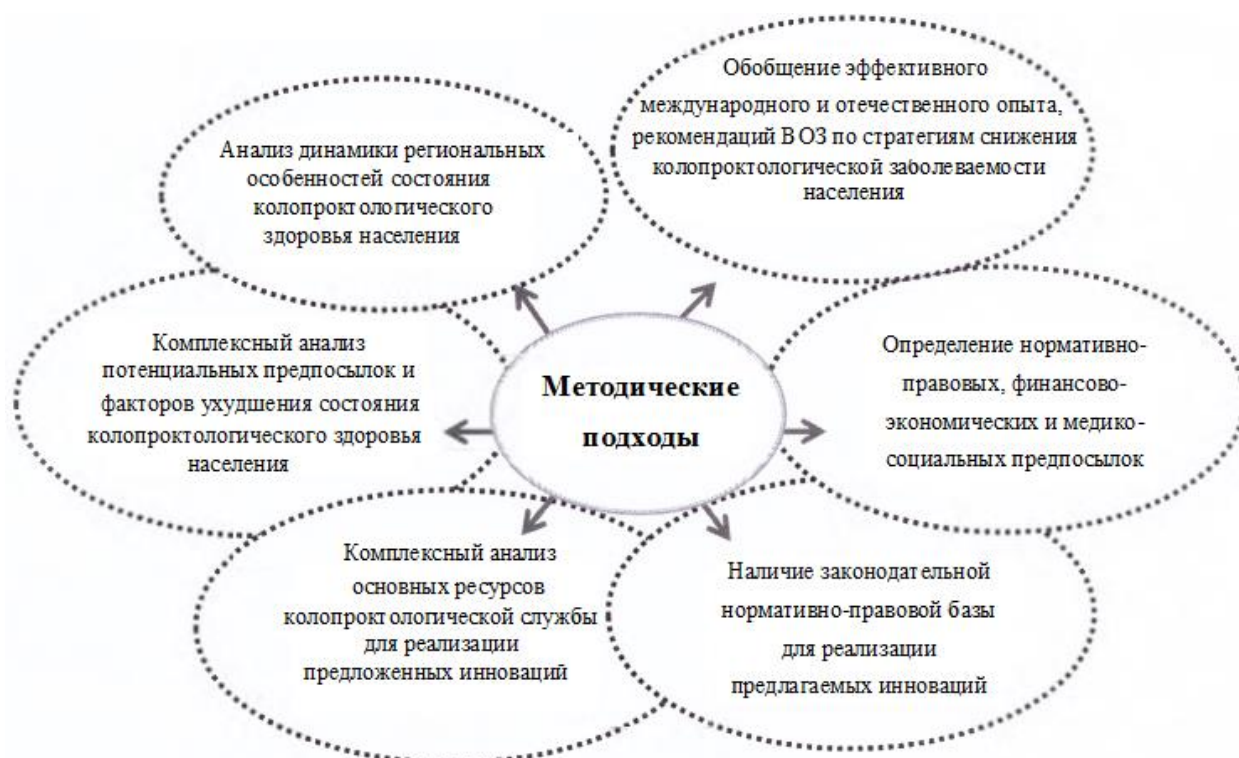 Обобщение эффективного
международного и отечественного опыта,
рекомендаций ВОЗ по стратегиям снижения
колопроктологической заболеваемости
населения
Анализ динамики региональных
особенностей состояния
колопроктологического
здоровья населения
Комплексный анализ
потенциальных предпосылок и
факторов ухудшения состояния
колопроктологического здоровья
населения
Методические
подходы
Определение нормативно-
правовых, финансово-
экономических и медико-
социальных предпосылок
Комплексный анализ
основных ресурсов
колопроктологической службы
для реализации
предложенных инноваций
Наличие законодательной
нормативно-правовой базы
для реализации
предлагаемых инноваций